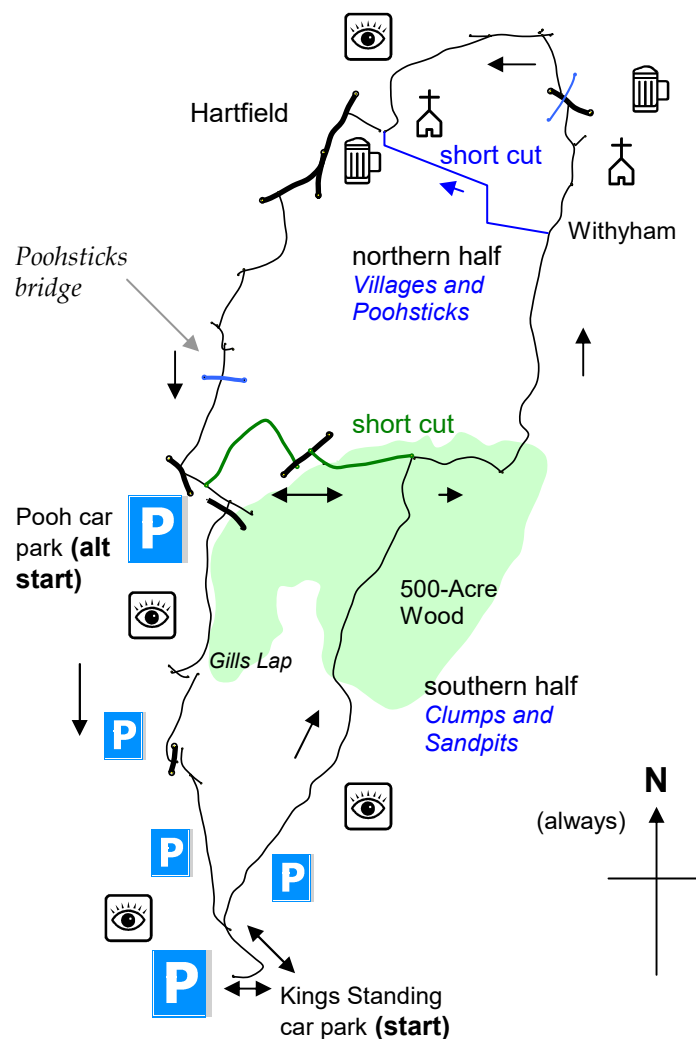 Hartfield
short cut
Withyham
northern half
Villages and
Poohsticks
Poohsticks
bridge
short cut
P
Pooh car
park (alt
start)
500-Acre
Wood
Gills Lap
southern half
Clumps and
Sandpits
P
N
(always)
P
P
P
Kings Standing
car park (start)